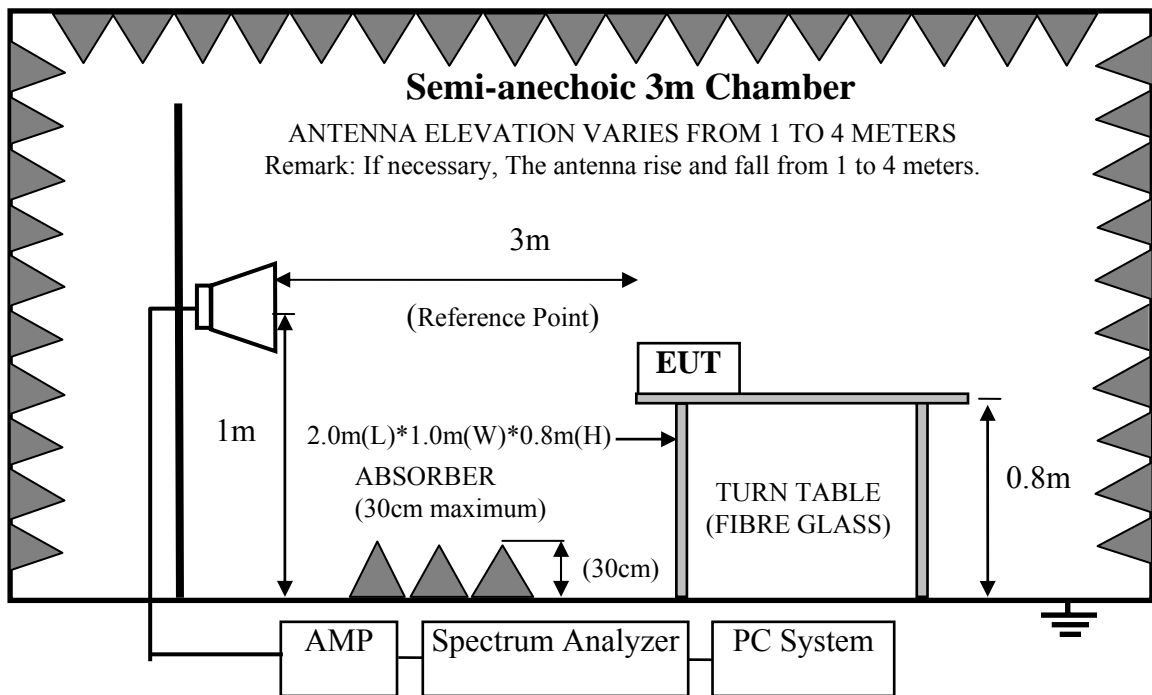 Semi-anechoic 3m Chamber
ANTENNA ELEVATION VARIES FROM 1 TO 4 METERS
Remark: If necessary, The antenna rise and fall from 1 to 4 meters.
3m
(Reference Point)
EUT
1m
2.0m(L)*1.0m(W)*0.8m(H)
ABSORBER
(30cm maximum)
TURN TABLE
(FIBRE GLASS)
0.8m
(30cm)
AMP
Spectrum Analyzer
PC System